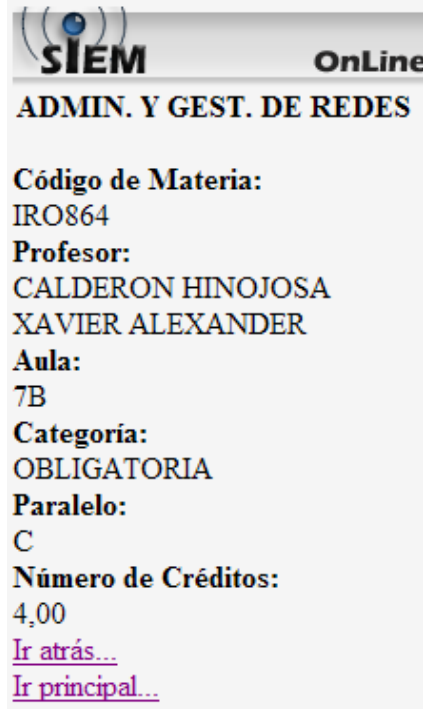 SIEM OnLine
ADMIN. Y GEST. DE REDES
Código de Materia:
IRO864
Profesor:
CALDERON HINOJOSA
XAVIER ALEXANDER
Aula:
7B
Categoría:
OBLIGATORIA
Paralelo:
C
Número de Créditos:
4,00
Ir atrás...
Ir principal...